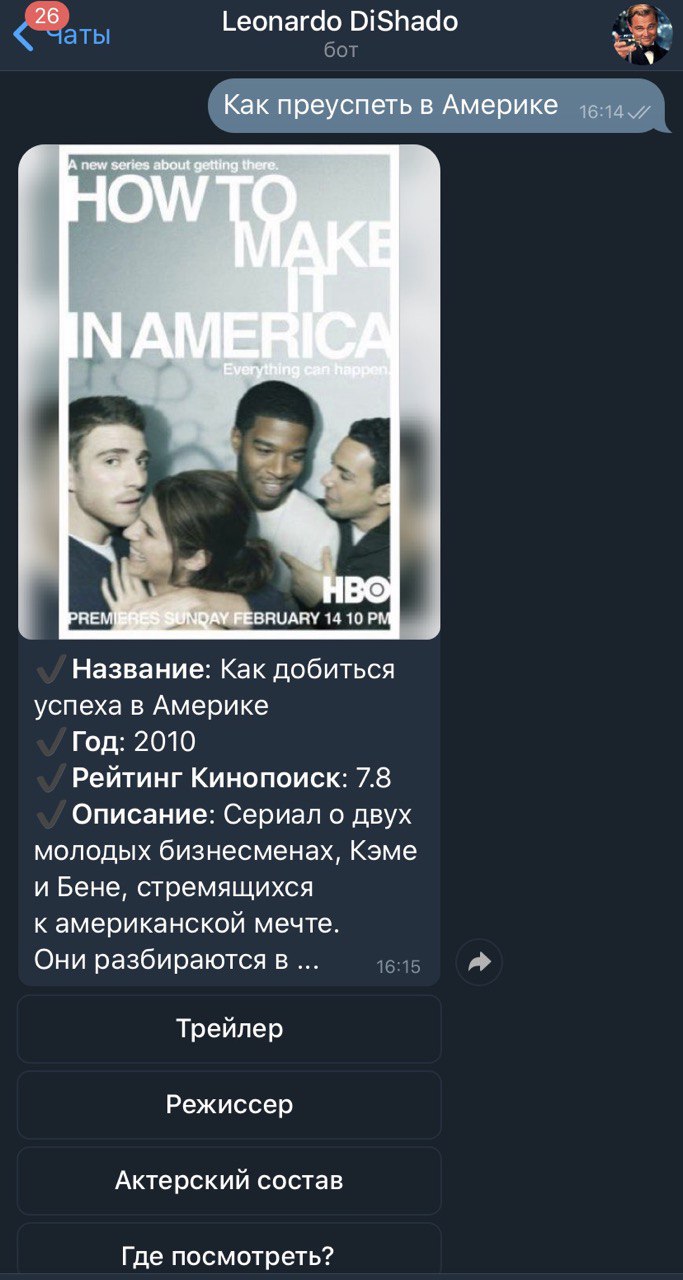 26
Чаты
Leonardo DiShado
бот
Как преуспеть в Америке 16:14
A new series about getting there.
HOW TO
MAKE
IT
IN AMERICA
Everything can happen.
HBO
PREMIERES SUNDAY FEBRUARY 14 10 PM
✔Название: Как добиться
успеха в Америке
✔Год: 2010
✔Рейтинг Кинопоиск: 7.8
✔Описание: Сериал о двух
молодых бизнесменах, Кэме
и Бене, стремящихся
к американской мечте.
Они разбираются в ... 16:15
Трейлер
Режиссер
Актерский состав
Где посмотреть?